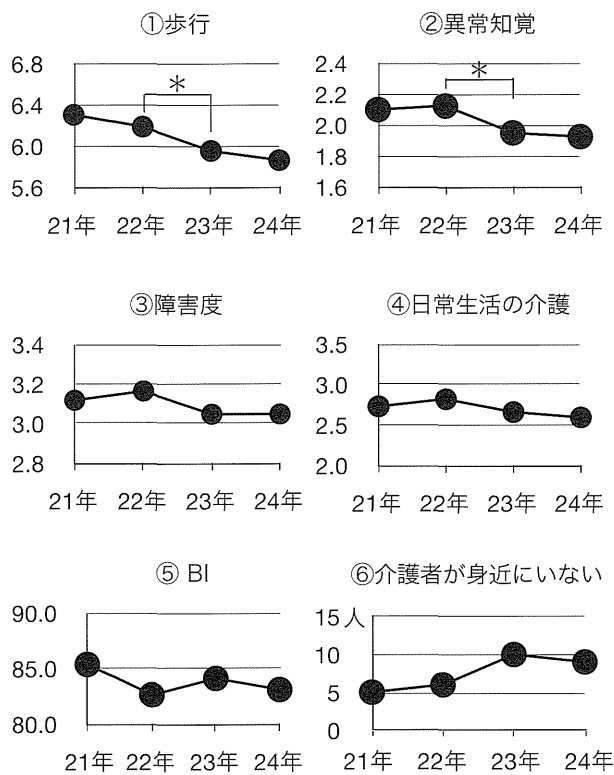 ①歩行
6.8
6.4
6.0
5.6
*
21年 22年 23年 24年
②異常知覚
2.4
2.2
2.0
1.8
1.6
*
21年 22年 23年 24年
③障害度
3.4
3.2
3.0
2.8
21年 22年 23年 24年
④日常生活の介護
3.5
3.0
2.5
2.0
21年 22年 23年 24年
⑤ BI
90.0
85.0
80.0
21年 22年 23年 24年
⑥介護者が身近にいない
15人
10
5
0
21年 22年 23年 24年